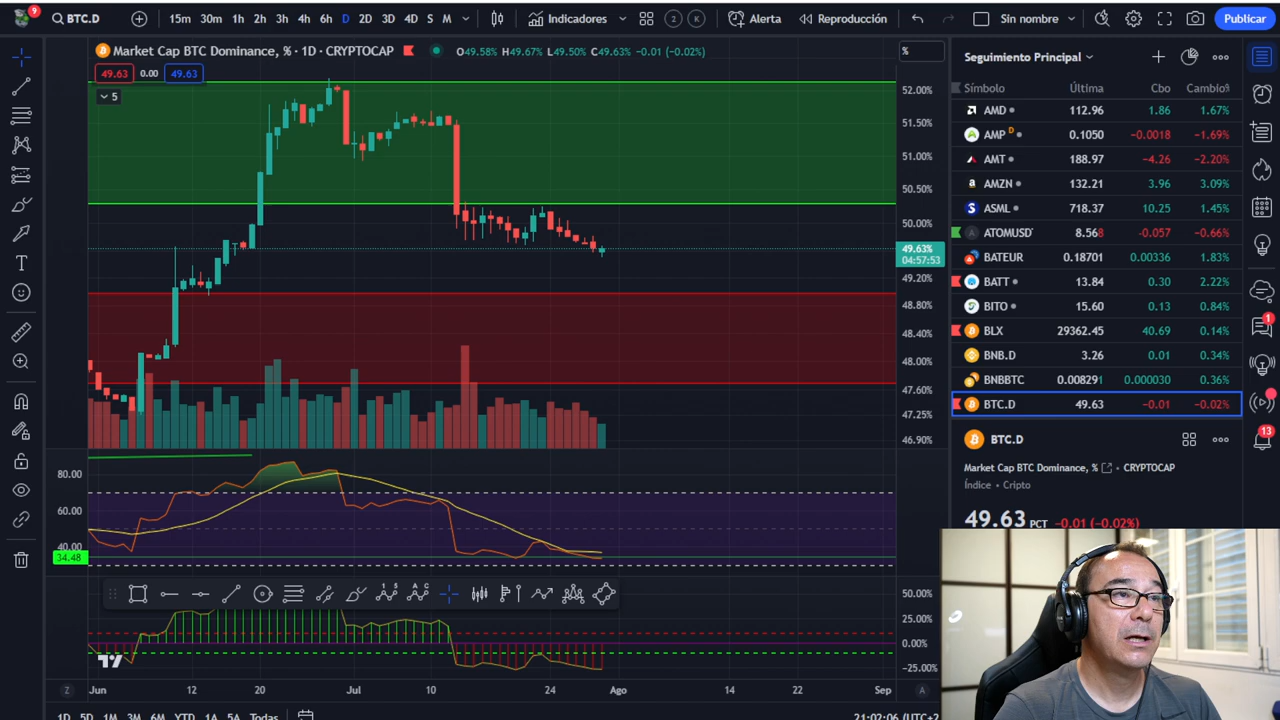 9
BTC.D
15m 30m 1h 2h 3h 4h 6h D 2D 3D 4D S M
Indicadores
2 K
Alerta
Reproducción
Sin nombre
Publicar
Market Cap BTC Dominance, % · 1D · CRYPTOCAP
O49.58% H49.67% L49.50% C49.63% −0.01 (−0.02%)
49.63 0.00 49.63
5
%
52.00%
51.50%
51.00%
50.50%
50.00%
49.63%
04:57:53
49.20%
48.80%
48.40%
48.00%
47.60%
47.25%
46.90%
80.00
60.00
40.00
34.48
50.00%
25.00%
0.00%
−25.00%
Z Jun 12 20 Jul 10 24 Ago 14 22 Sep A
1D 5D 1M 3M 6M YTD 1A 5A Todas
21:02:06 (UTC+2
Seguimiento Principal
Símbolo Última Cbo Cambio%
AMD 112.96 1.86 1.67%
AMP D 0.1050 −0.0018 −1.69%
AMT 188.97 −4.26 −2.20%
AMZN 132.21 3.96 3.09%
ASML 718.37 10.25 1.45%
ATOMUSDT 8.568 −0.057 −0.66%
BATEUR 0.18701 0.00336 1.83%
BATT 13.84 0.30 2.22%
BITO 15.60 0.13 0.84%
BLX 29362.45 40.69 0.14%
BNB.D 3.26 0.01 0.34%
BNBBTC 0.008291 0.000030 0.36%
BTC.D 49.63 −0.01 −0.02%
BTC.D
Market Cap BTC Dominance, % · CRYPTOCAP
Índice · Cripto
49.63 PCT −0.01 (−0.02%)
1
13